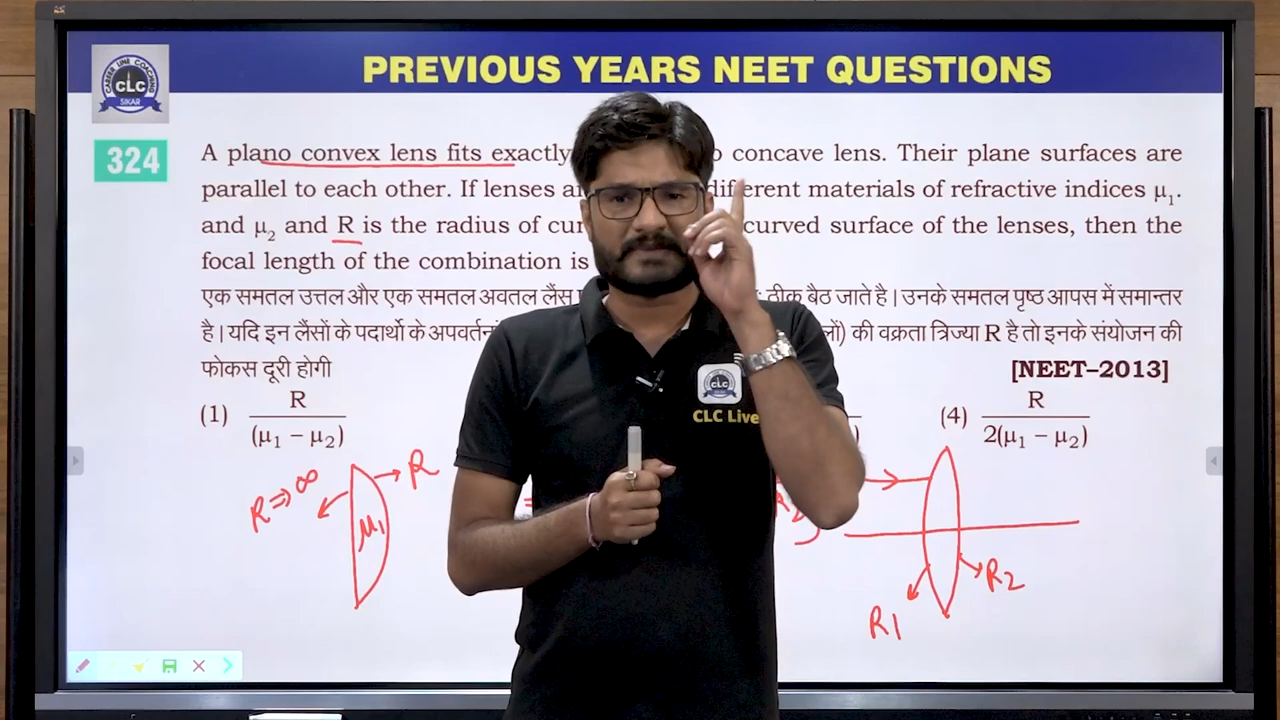 PREVIOUS YEARS NEET QUESTIONS
CAREER LINE COACHING
CLC
SIKAR
324
A plano convex lens fits exactly o concave lens. Their plane surfaces are
parallel to each other. If lenses different materials of refractive indices μ₁.
and μ₂ and R is the radius of cur curved surface of the lenses, then the
focal length of the combination is
एक समतल उत्तल और एक समतल अवतल लैंस ठीक बैठ जाते है। उनके समतल पृष्ठ आपस में समान्तर
है। यदि इन लैंसों के पदार्थो के अपवर्तनां लों) की वक्रता त्रिज्या R है तो इनके संयोजन की
फोकस दूरी होगी [NEET–2013]
(1) R / (μ₁ – μ₂) (4) R / 2(μ₁ – μ₂)
R ⇒ ∞
R
μ₁
R₁
R₂
CLC
CLC Live